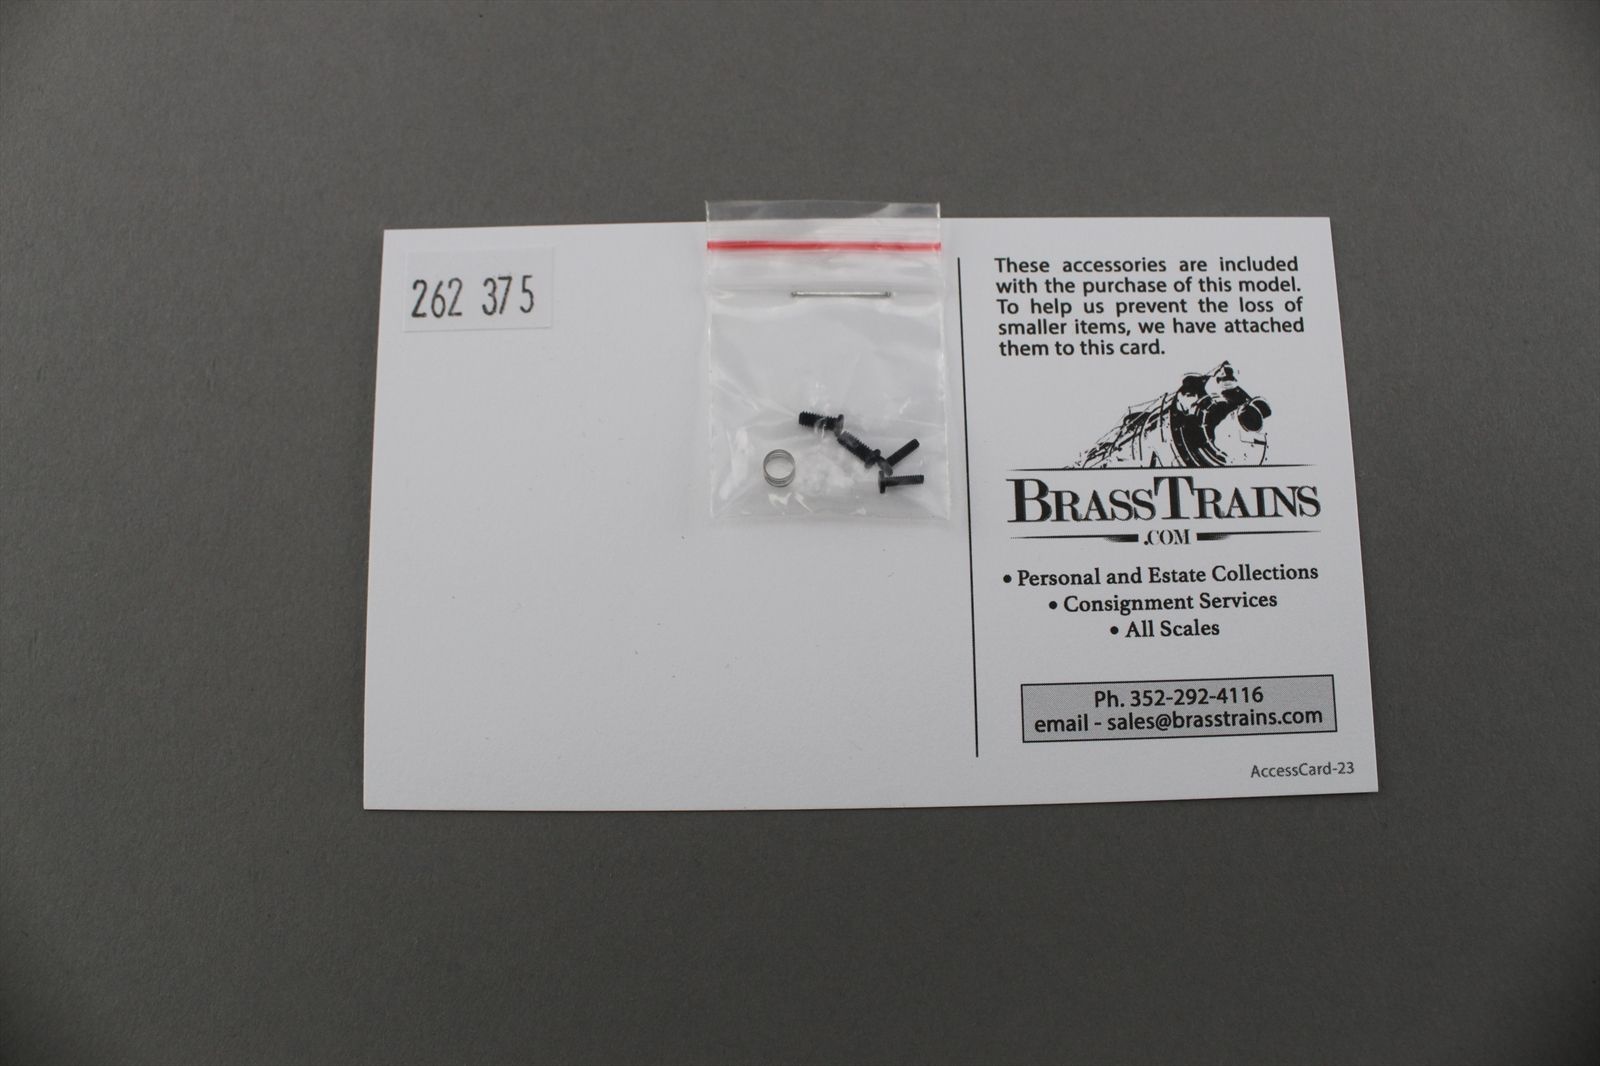 262 375
These accessories are included
with the purchase of this model.
To help us prevent the loss of
smaller items, we have attached
them to this card.
BRASSTRAINS
.COM
• Personal and Estate Collections
• Consignment Services
• All Scales
Ph. 352-292-4116
email - sales@brasstrains.com
AccessCard-23